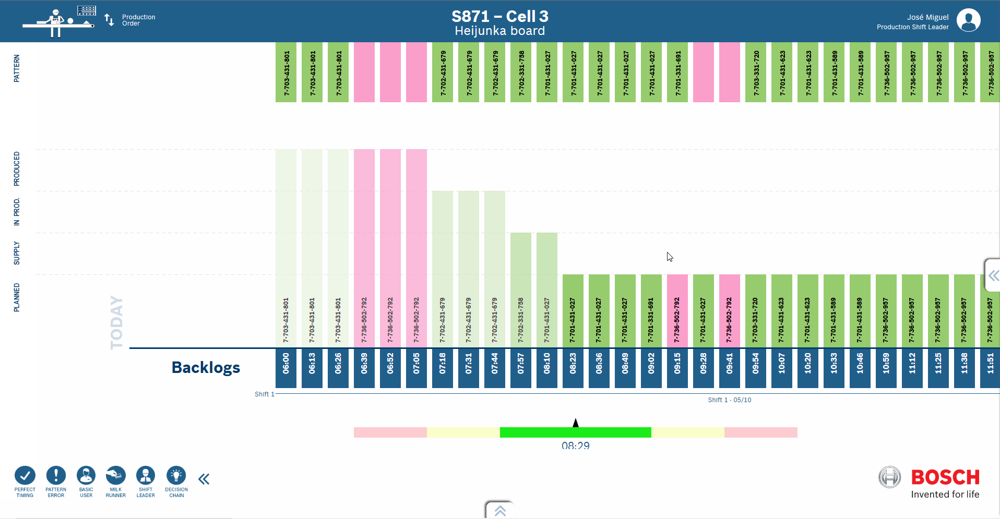 Production
Order
BPS
S871 – Cell 3
Heijunka board
José Miguel
Production Shift Leader
PATTERN
7-703-431-801
7-703-431-801
7-703-431-801
7-702-431-679
7-702-431-679
7-702-431-679
7-702-331-758
7-701-431-027
7-701-431-027
7-701-431-027
7-701-431-027
7-701-431-027
7-701-331-691
7-703-331-720
7-701-431-623
7-701-431-623
7-701-431-589
7-701-431-589
7-736-502-957
7-736-502-957
7-736-502-957
7-736-502-957
7-736-502-957
PRODUCED
IN PROD.
SUPPLY
PLANNED
TODAY
7-703-431-801
7-703-431-801
7-703-431-801
7-736-502-792
7-736-502-792
7-736-502-792
7-702-431-679
7-702-431-679
7-702-431-679
7-702-331-758
7-701-431-027
7-701-431-027
7-701-431-027
7-701-431-027
7-701-331-691
7-736-502-792
7-701-431-027
7-736-502-792
7-703-331-720
7-701-431-623
7-701-431-623
7-701-431-589
7-701-431-589
7-736-502-957
7-736-502-957
7-736-502-957
7-736-502-957
7-736-502-957
Backlogs
06:00
06:13
06:26
06:39
06:52
07:05
07:18
07:31
07:44
07:57
08:10
08:23
08:36
08:49
09:02
09:15
09:28
09:41
09:54
10:07
10:20
10:33
10:46
10:59
11:12
11:25
11:38
11:51
Shift 1
Shift 1 - 05/10
08:29
PERFECT
TIMING
PATTERN
ERROR
BASIC
USER
MILK
RUNNER
SHIFT
LEADER
DECISION
CHAIN
BOSCH
Invented for life